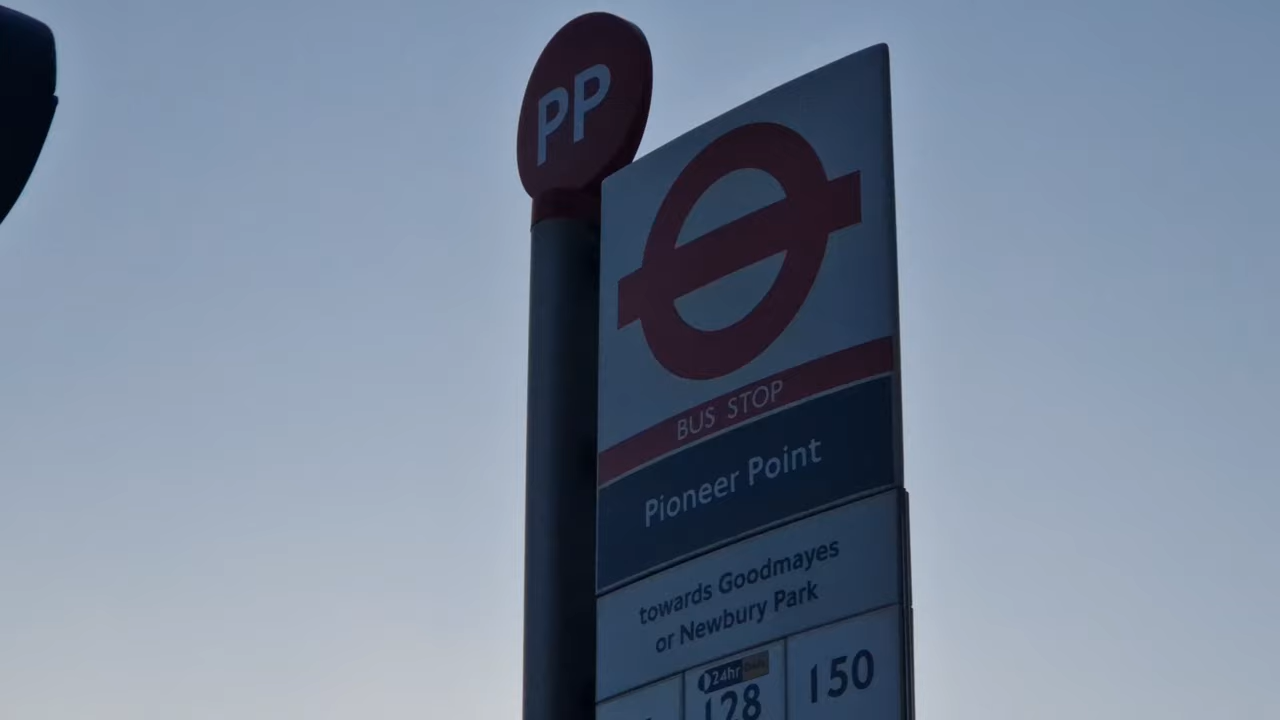 PP
BUS STOP
Pioneer Point
towards Goodmayes
or Newbury Park
24hr
128
150